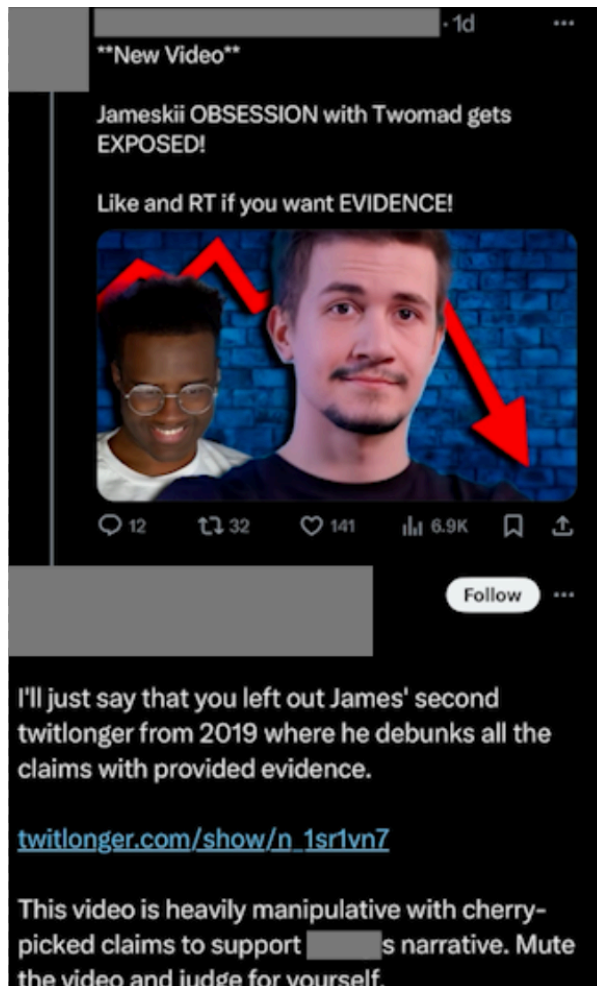 · 1d
**New Video**
Jameskii OBSESSION with Twomad gets
EXPOSED!
Like and RT if you want EVIDENCE!
12 32 141 6.9K
Follow
I'll just say that you left out James' second
twitlonger from 2019 where he debunks all the
claims with provided evidence.
twitlonger.com/show/n_1sr1vn7
This video is heavily manipulative with cherry-
picked claims to support s narrative. Mute
the video and judge for yourself.